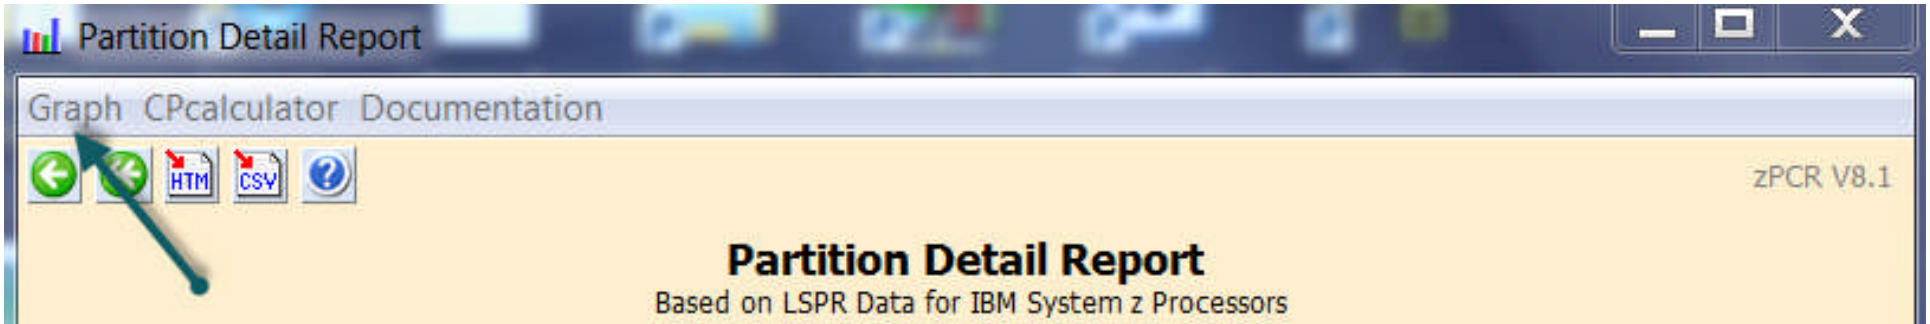 Partition Detail Report
Graph CPcalculator Documentation
HTM CSV ?
zPCR V8.1
Partition Detail Report
Based on LSPR Data for IBM System z Processors